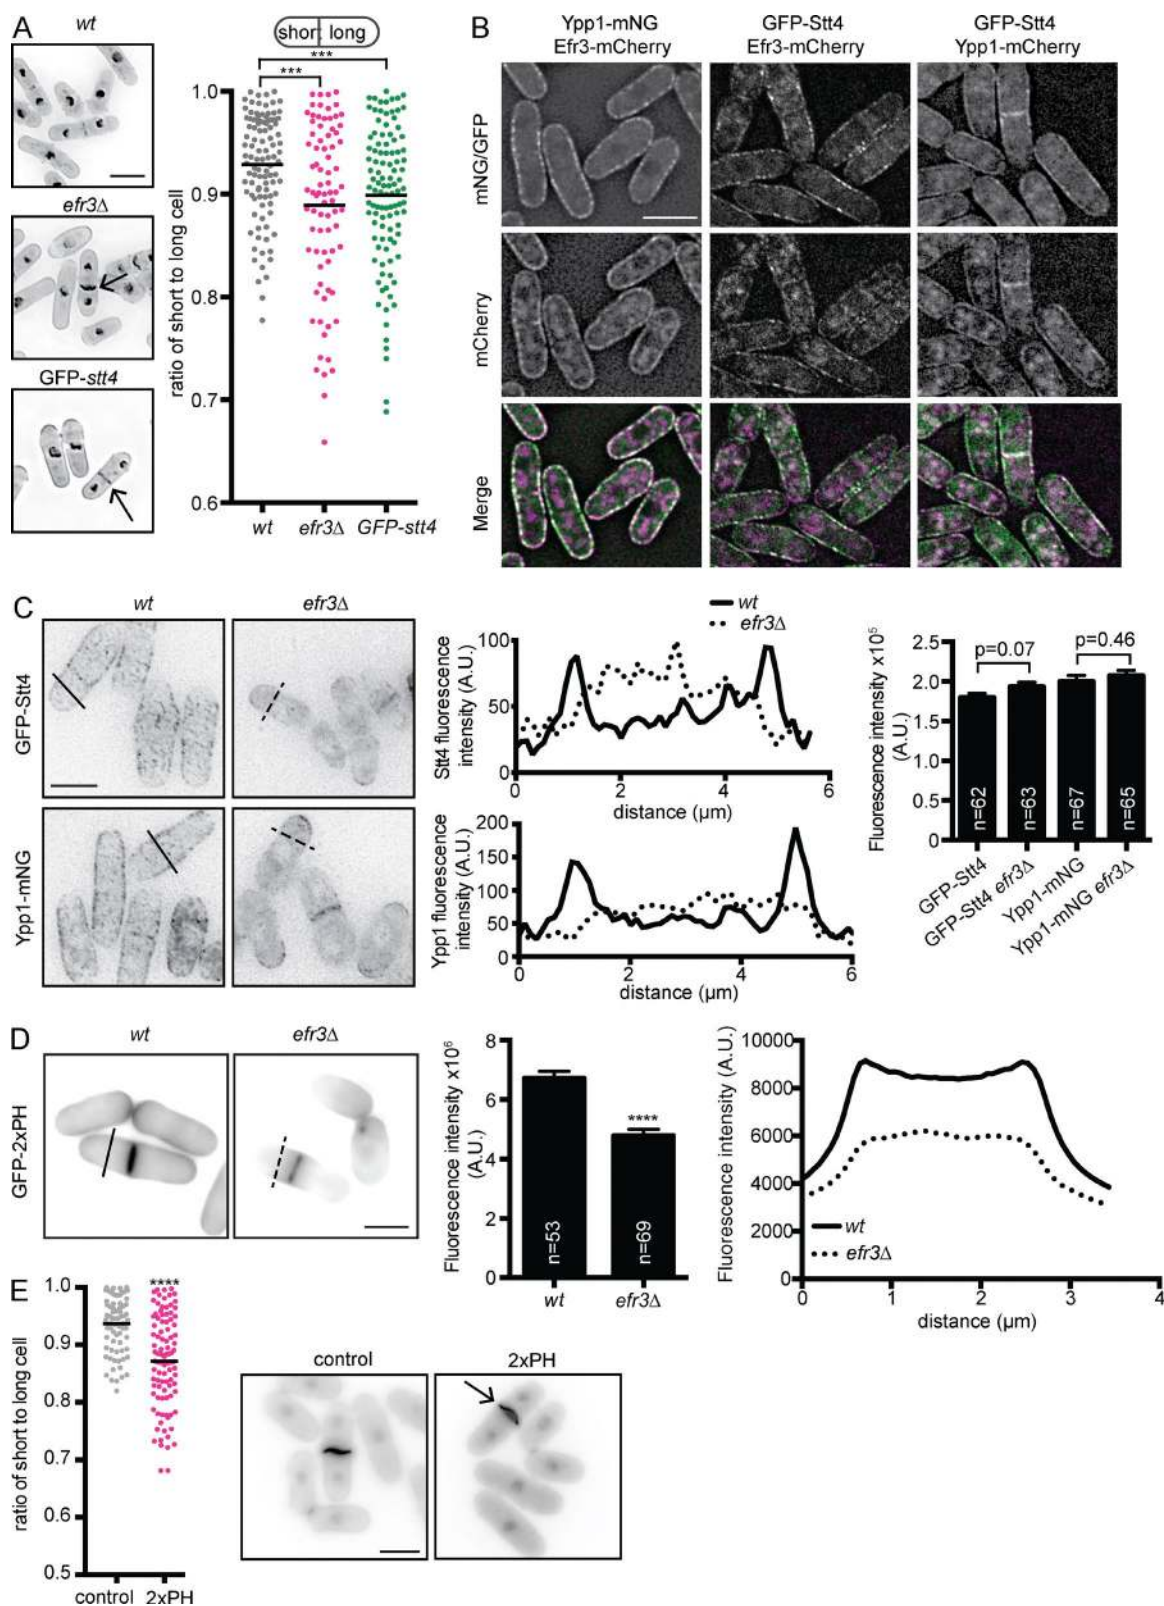 A
wt
efr3Δ
GFP-stt4
short long
***
***
ratio of short to long cell
1.0
0.9
0.8
0.7
0.6
wt efr3Δ GFP-stt4
B
Ypp1-mNG
Efr3-mCherry
GFP-Stt4
Efr3-mCherry
GFP-Stt4
Ypp1-mCherry
mNG/GFP
mCherry
Merge
C
wt
efr3Δ
GFP-Stt4
Ypp1-mNG
wt
efr3Δ
Stt4 fluorescence
intensity (A.U.)
100
50
0
0 2 4 6
distance (µm)
Ypp1 fluorescence
intensity (A.U.)
200
150
100
50
0
0 2 4 6
distance (µm)
Fluorescence intensity x10⁵
(A.U.)
2.5
2.0
1.5
1.0
0.5
0
p=0.07
p=0.46
n=62
n=63
n=67
n=65
GFP-Stt4
GFP-Stt4 efr3Δ
Ypp1-mNG
Ypp1-mNG efr3Δ
D
wt
efr3Δ
GFP-2xPH
Fluorescence intensity x10⁶
(A.U.)
8
6
4
2
0
****
n=53
n=69
wt efr3Δ
Fluorescence intensity (A.U.)
10000
8000
6000
4000
2000
0
wt
efr3Δ
0 1 2 3 4
distance (µm)
E
ratio of short to long cell
1.0
0.9
0.8
0.7
0.6
0.5
****
control 2xPH
control
2xPH